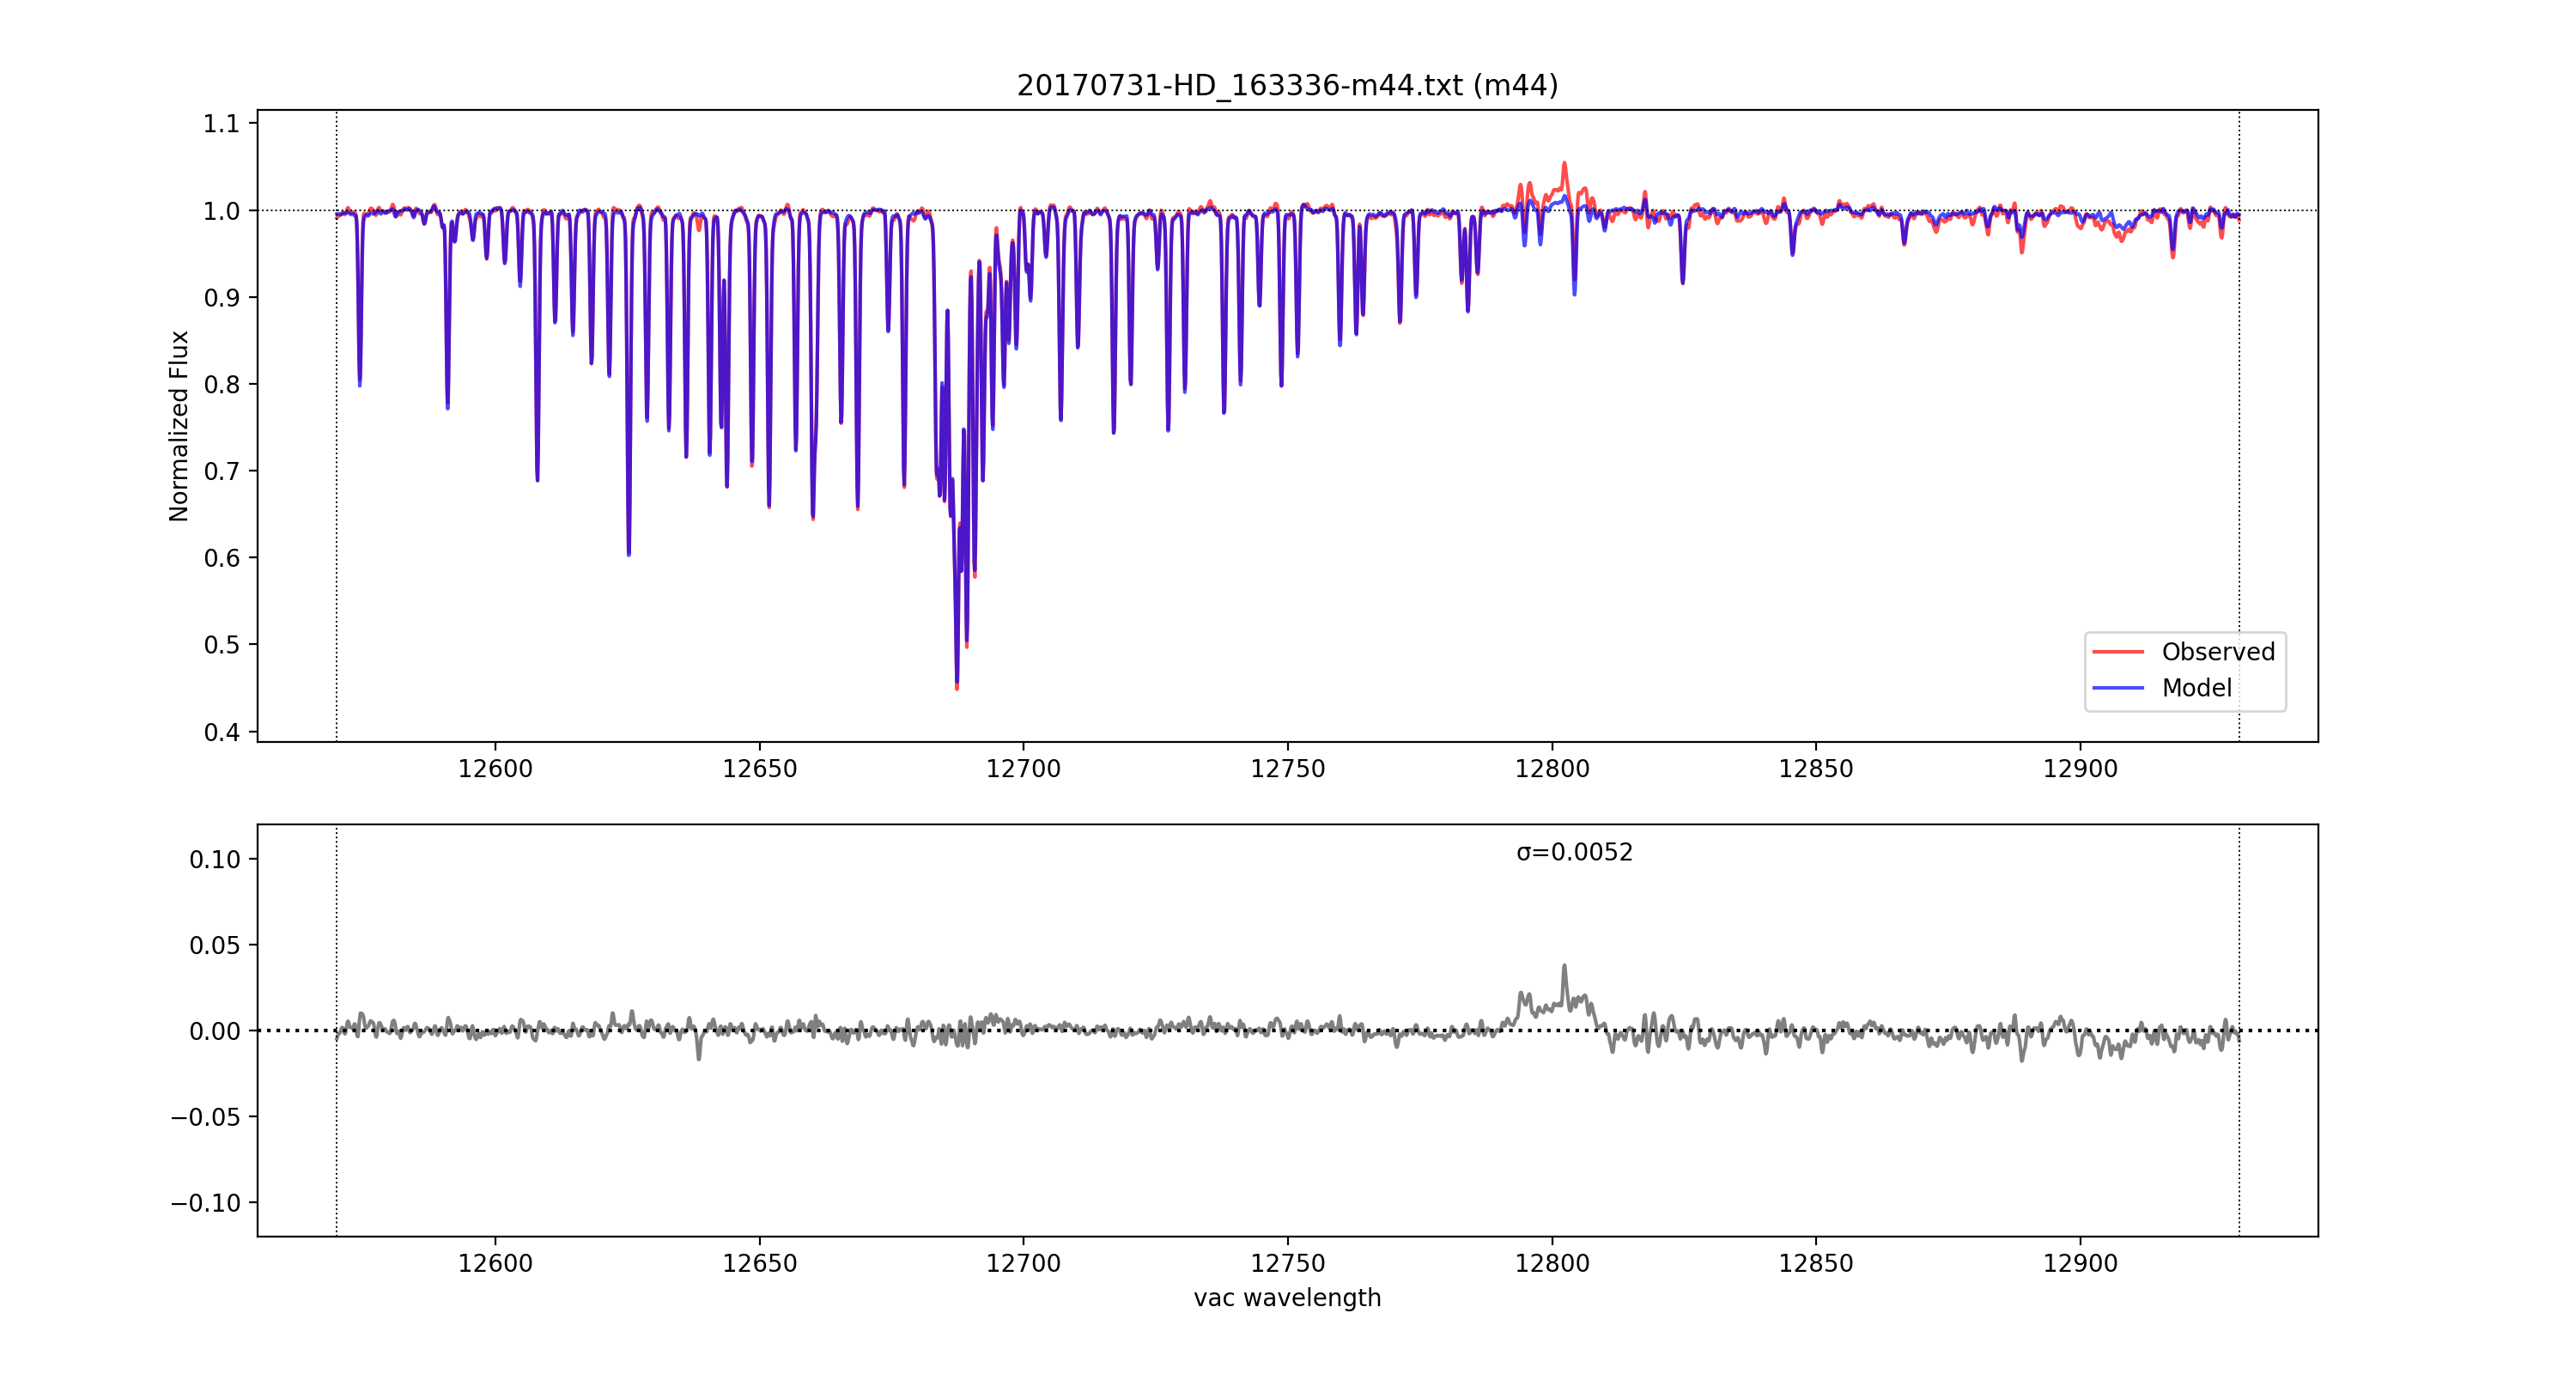 20170731-HD_163336-m44.txt (m44)
Normalized Flux
1.1
1.0
0.9
0.8
0.7
0.6
0.5
0.4
Observed
Model
12600 12650 12700 12750 12800 12850 12900
σ=0.0052
0.10
0.05
0.00
−0.05
−0.10
12600 12650 12700 12750 12800 12850 12900
vac wavelength